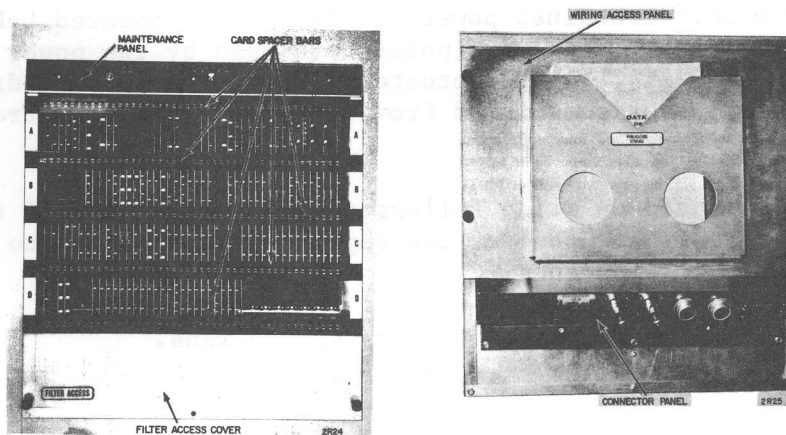 MAINTENANCE
PANEL
CARD SPACER BARS
A
A
B
B
C
C
D
D
FILTER ACCESS
FILTER ACCESS COVER
2R24
WIRING ACCESS PANEL
DATA
CONNECTOR PANEL
2R25